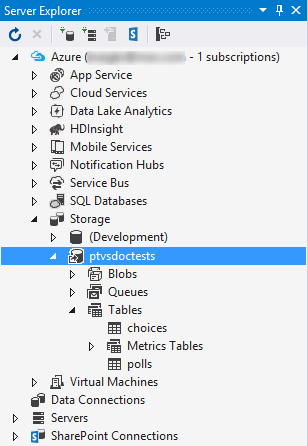 Server Explorer
Azure ( - 1 subscriptions)
App Service
Cloud Services
Data Lake Analytics
HDInsight
Mobile Services
Notification Hubs
Service Bus
SQL Databases
Storage
(Development)
ptvsdoctests
Blobs
Queues
Tables
choices
Metrics Tables
polls
Virtual Machines
Data Connections
Servers
SharePoint Connections